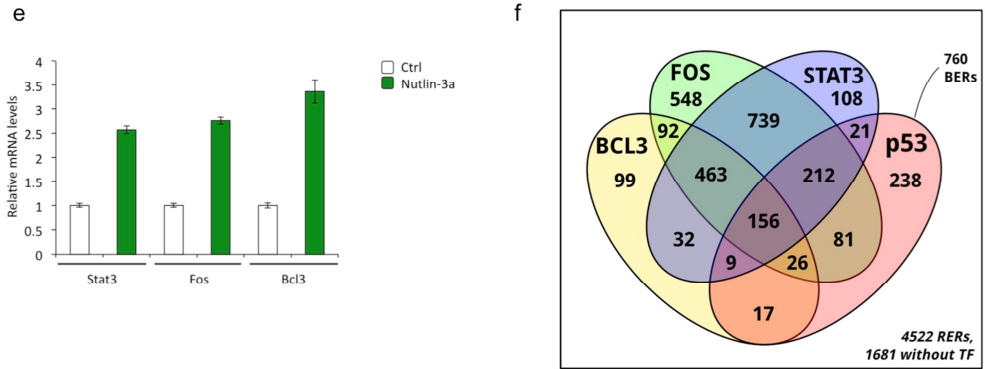 e
Relative mRNA levels
4
3.5
3
2.5
2
1.5
1
0.5
0
Stat3
Fos
Bcl3
Ctrl
Nutlin-3a
f
760
BERs
FOS
548
STAT3
108
739
92
21
BCL3
99
p53
238
463
212
156
32
81
9
26
17
4522 RERs,
1681 without TF